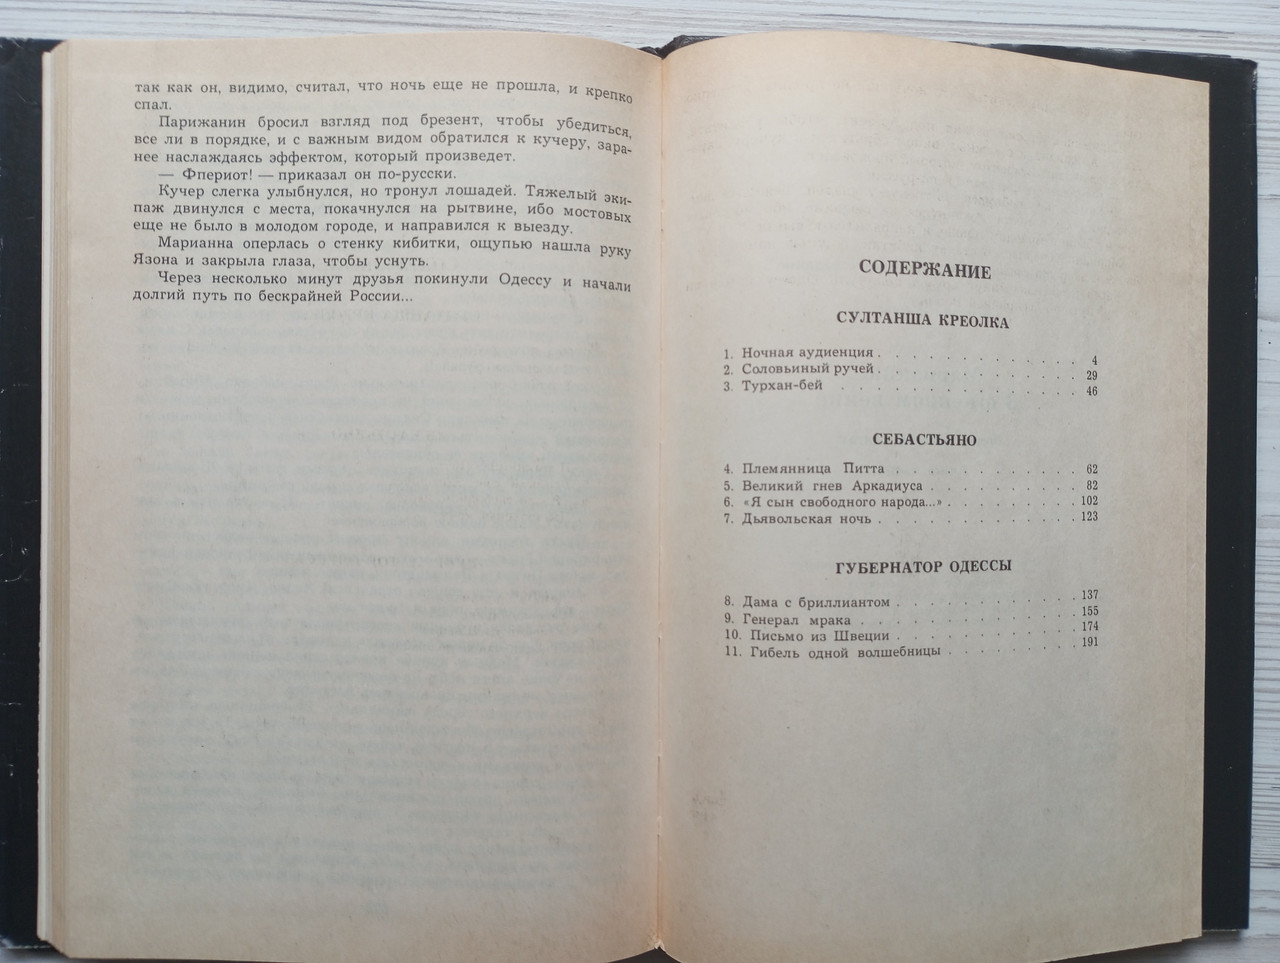 так как он, видимо, считал, что ночь еще не прошла, и крепко
спал.
Парижанин бросил взгляд под брезент, чтобы убедиться,
все ли в порядке, и с важным видом обратился к кучеру, зара-
нее наслаждаясь эффектом, который произведет.
— Фпериот! — приказал он по-русски.
Кучер слегка улыбнулся, но тронул лошадей. Тяжелый эки-
паж двинулся с места, покачнулся на рытвине, ибо мостовых
еще не было в молодом городе, и направился к выезду.
Марианна оперлась о стенку кибитки, ощупью нашла руку
Язона и закрыла глаза, чтобы уснуть.
Через несколько минут друзья покинули Одессу и начали
долгий путь по бескрайней России...
СОДЕРЖАНИЕ
СУЛТАНША КРЕОЛКА
1. Ночная аудиенция . . . . . . . . . . . 4
2. Соловьиный ручей . . . . . . . . . . . 29
3. Турхан-бей . . . . . . . . . . . . . 46
СЕБАСТЬЯНО
4. Племянница Питта . . . . . . . . . . 62
5. Великий гнев Аркадиуса . . . . . . . . 82
6. «Я сын свободного народа...» . . . . . . . 102
7. Дьявольская ночь . . . . . . . . . . . 123
ГУБЕРНАТОР ОДЕССЫ
8. Дама с бриллиантом . . . . . . . . . . 137
9. Генерал мрака . . . . . . . . . . . . 155
10. Письмо из Швеции . . . . . . . . . . 174
11. Гибель одной волшебницы . . . . . . . 191